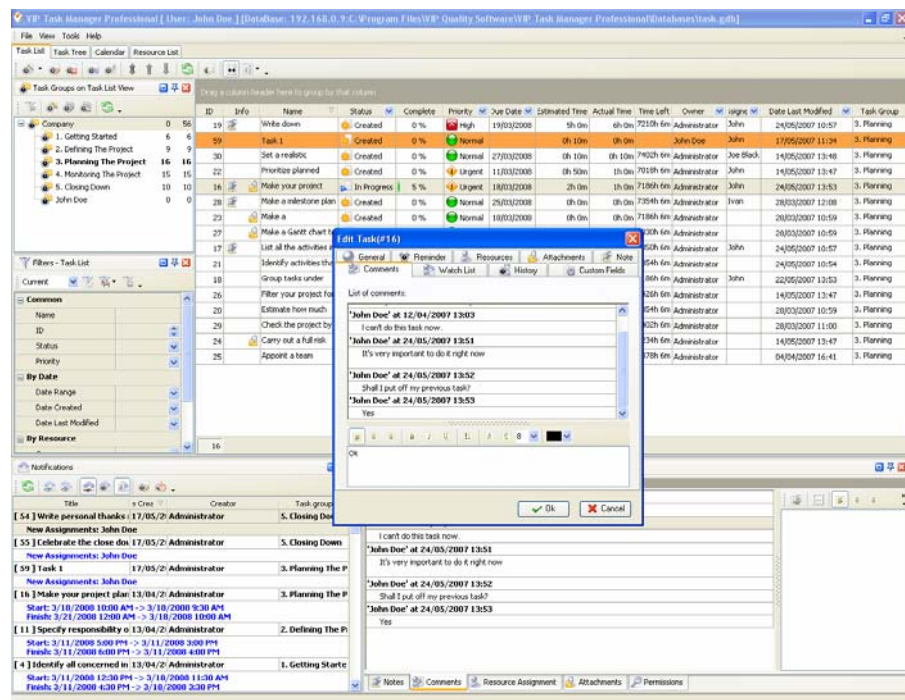 VIP Task Manager Professional [ User: John Doe ] [DataBase: 192.168.0.9:C:\Program Files\VIP Quality Software\VIP Task Manager Professional\Databases\task.gdb]
File View Tools Help
Task List Task Tree Calendar Resource List
Task Groups on Task List View
Company 0 56
1. Getting Started 6 6
2. Defining The Project 9 9
3. Planning The Project 16 16
4. Monitoring The Project 15 15
5. Closing Down 10 10
John Doe 0 0
Filters - Task List
Current
Common
Name
ID
Status
Priority
By Date
Date Range
Date Created
Date Last Modified
By Resource
Drag a column header here to group by that column
ID Info Name Status Complete Priority Due Date Estimated Time Actual Time Time Left Owner Date Last Modified Task Group
19 Write down Created 0 % High 19/03/2008 5h 0m 6h 0m 7210h 6m Administrator John 24/05/2007 10:57 3. Planning
59 Task 1 Created 0 % Normal 0h 10m 0h 0m John Doe John 17/05/2007 11:34 3. Planning
30 Set a realistic Created 0 % Normal 27/03/2008 0h 10m 0h 10m 7402h 6m Administrator Joe Black 14/05/2007 13:48 3. Planning
22 Prioritize planned Created 0 % Urgent 11/03/2008 0h 50m 1h 0m 7018h 6m Administrator John 14/05/2007 13:47 3. Planning
16 Make your project In Progress 5 % Urgent 18/03/2008 2h 0m 1h 0m 7186h 6m Administrator John 24/05/2007 13:53 3. Planning
28 Make a milestone plan Created 0 % Normal 25/03/2008 0h 0m 0h 0m 7354h 6m Administrator Ivan 28/03/2007 12:08 3. Planning
23 Make a Created 0 % Normal 18/03/2008 0h 0m 0h 0m 7186h 6m Administrator 28/03/2007 10:59 3. Planning
27 Make a Gantt chart Administrator 28/03/2007 10:59 3. Planning
17 List all the activities Administrator John 24/05/2007 10:57 3. Planning
21 Identify activities Administrator 24/05/2007 10:54 3. Planning
18 Group tasks under Administrator John 22/05/2007 13:53 3. Planning
26 Filter your project Administrator 14/05/2007 13:47 3. Planning
20 Estimate how much Administrator 28/03/2007 10:59 3. Planning
29 Check the project by Administrator 28/03/2007 11:00 3. Planning
24 Carry out a full risk Administrator 14/05/2007 13:47 3. Planning
25 Appoint a team Administrator 04/04/2007 16:41 3. Planning
16
Edit Task(#16)
General Reminder Resources Attachments Note
Comments Watch List History Custom Fields
List of comments:
'John Doe' at 12/04/2007 13:03
I can't do this task now.
'John Doe' at 24/05/2007 13:51
It's very important to do it right now
'John Doe' at 24/05/2007 13:52
Shall I put off my previous task?
'John Doe' at 24/05/2007 13:53
Yes
8
Ok
Ok Cancel
Notifications
Title Creator Task group
[ 54 ] Write personal thanks 17/05/2 Administrator 5. Closing Do
New Assignments: John Doe
[ 55 ] Celebrate the close do 17/05/2 Administrator 5. Closing Down
New Assignments: John Doe
[ 59 ] Task 1 17/05/2 Administrator 3. Planning The P
New Assignments: John Doe
[ 16 ] Make your project plan 13/04/2 Administrator 3. Planning The P
Start: 3/10/2008 10:00 AM -> 3/10/2008 9:30 AM
Finish: 3/21/2008 12:00 AM -> 3/18/2008 10:00 AM
[ 11 ] Specify responsibility o 13/04/2 Administrator 2. Defining The P
Start: 3/11/2008 5:00 PM -> 3/11/2008 3:00 PM
Finish: 3/11/2008 6:00 PM -> 3/11/2008 4:00 PM
[ 4 ] Identify all concerned in 13/04/2 Administrator 1. Getting Starte
Start: 3/11/2008 12:30 PM -> 3/10/2008 11:30 AM
Finish: 3/11/2008 4:30 PM -> 3/10/2008 3:30 PM
I can't do this task now.
'John Doe' at 24/05/2007 13:51
It's very important to do it right now
'John Doe' at 24/05/2007 13:52
Shall I put off my previous task?
'John Doe' at 24/05/2007 13:53
Yes
Notes Comments Resource Assignment Attachments Permissions